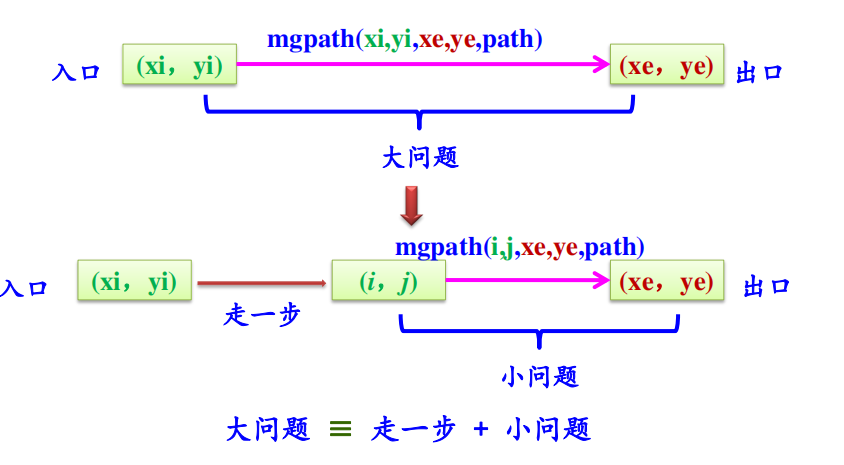 mgpath(xi,yi,xe,ye,path)
入口 (xi，yi) (xe，ye) 出口
大问题
mgpath(i,j,xe,ye,path)
入口 (xi，yi) (i，j) (xe，ye) 出口
走一步
小问题
大问题 ≡ 走一步 + 小问题